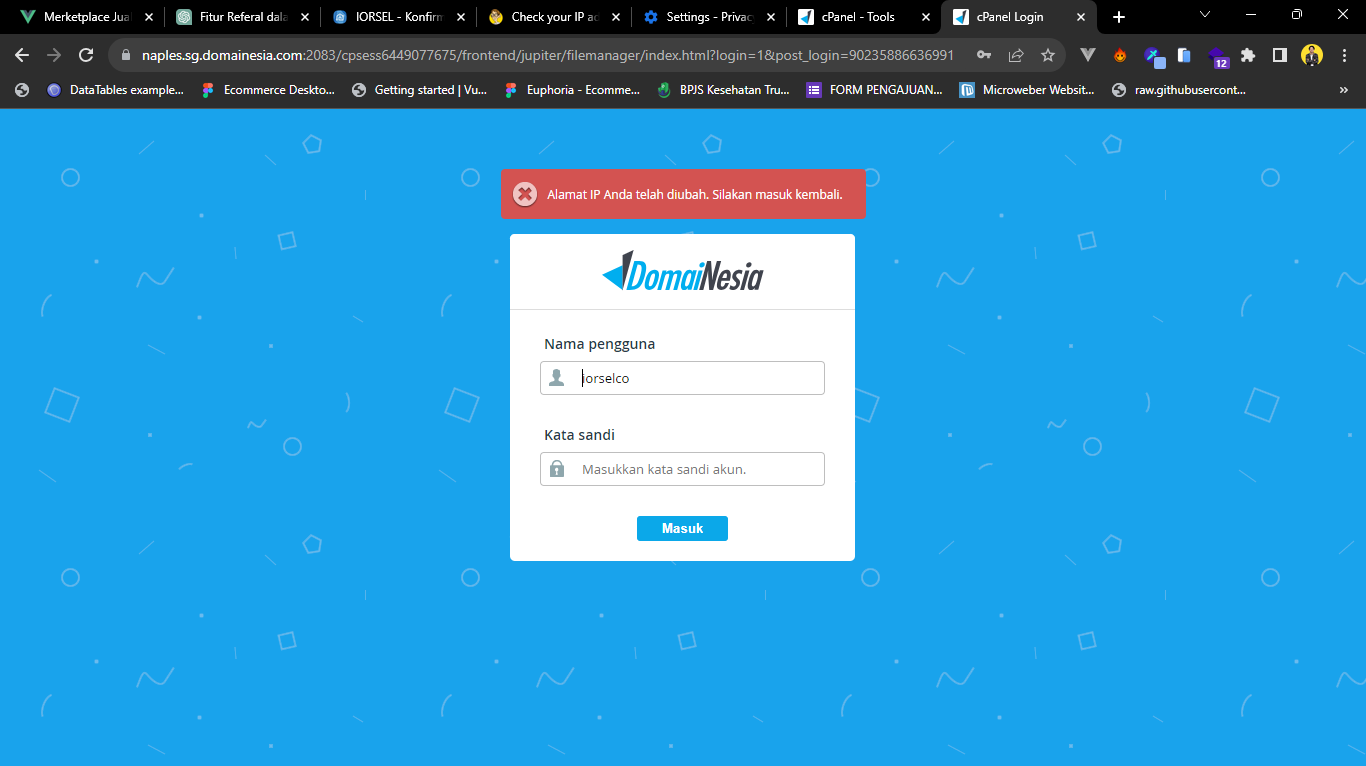 Merketplace Jual
Fitur Referal dala
IORSEL - Konfirm
Check your IP ad
Settings - Privacy
cPanel - Tools
cPanel Login
naples.sg.domainesia.com:2083/cpsess6449077675/frontend/jupiter/filemanager/index.html?login=1&post_login=90235886636991
12
DataTables example...
Ecommerce Deskto...
Getting started | Vu...
Euphoria - Ecomme...
BPJS Kesehatan Tru...
FORM PENGAJUAN...
Microweber Websit...
raw.githubusercont...
»
Alamat IP Anda telah diubah. Silakan masuk kembali.
DomaiNesia
Nama pengguna
iorselco
Kata sandi
Masukkan kata sandi akun.
Masuk